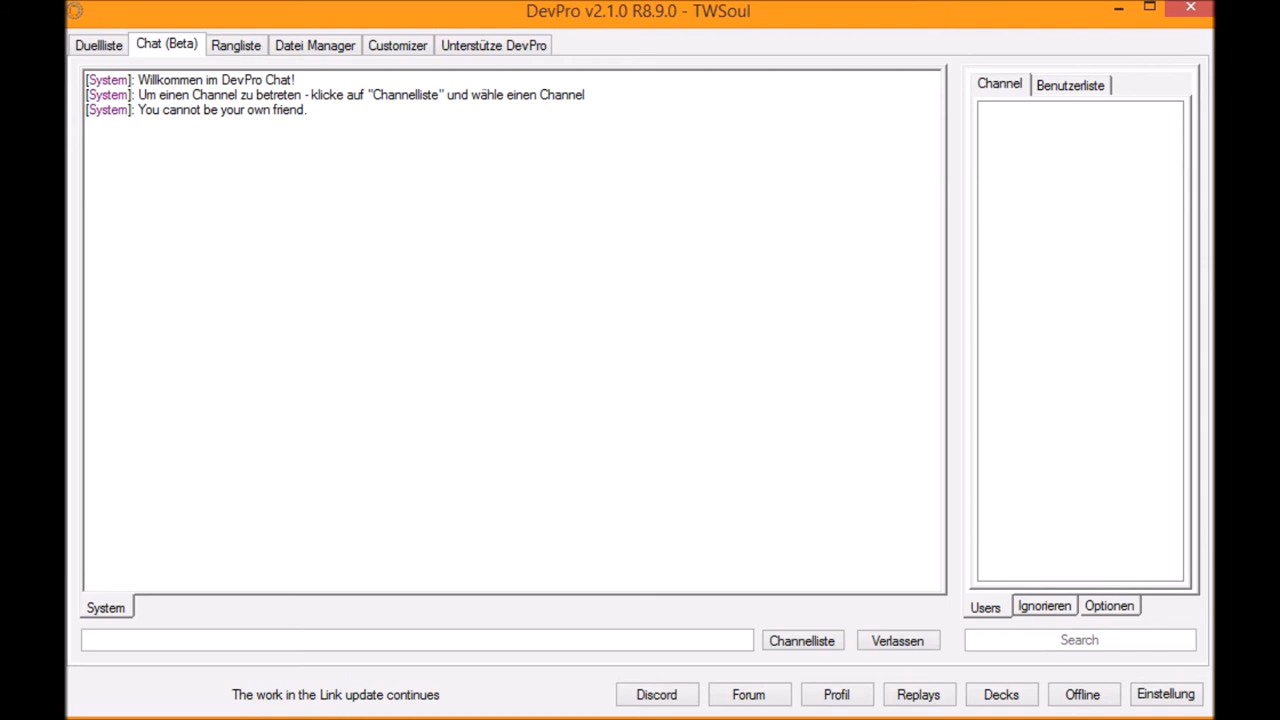 DevPro v2.1.0 R8.9.0 - TWSoul
Duellliste Chat (Beta) Rangliste Datei Manager Customizer Unterstütze DevPro
[System]: Willkommen im DevPro Chat!
[System]: Um einen Channel zu betreten - klicke auf "Channelliste" und wähle einen Channel
[System]: You cannot be your own friend.
Channel Benutzerliste
System
Users Ignorieren Optionen
Channelliste Verlassen Search
The work in the Link update continues
Discord Forum Profil Replays Decks Offline Einstellung